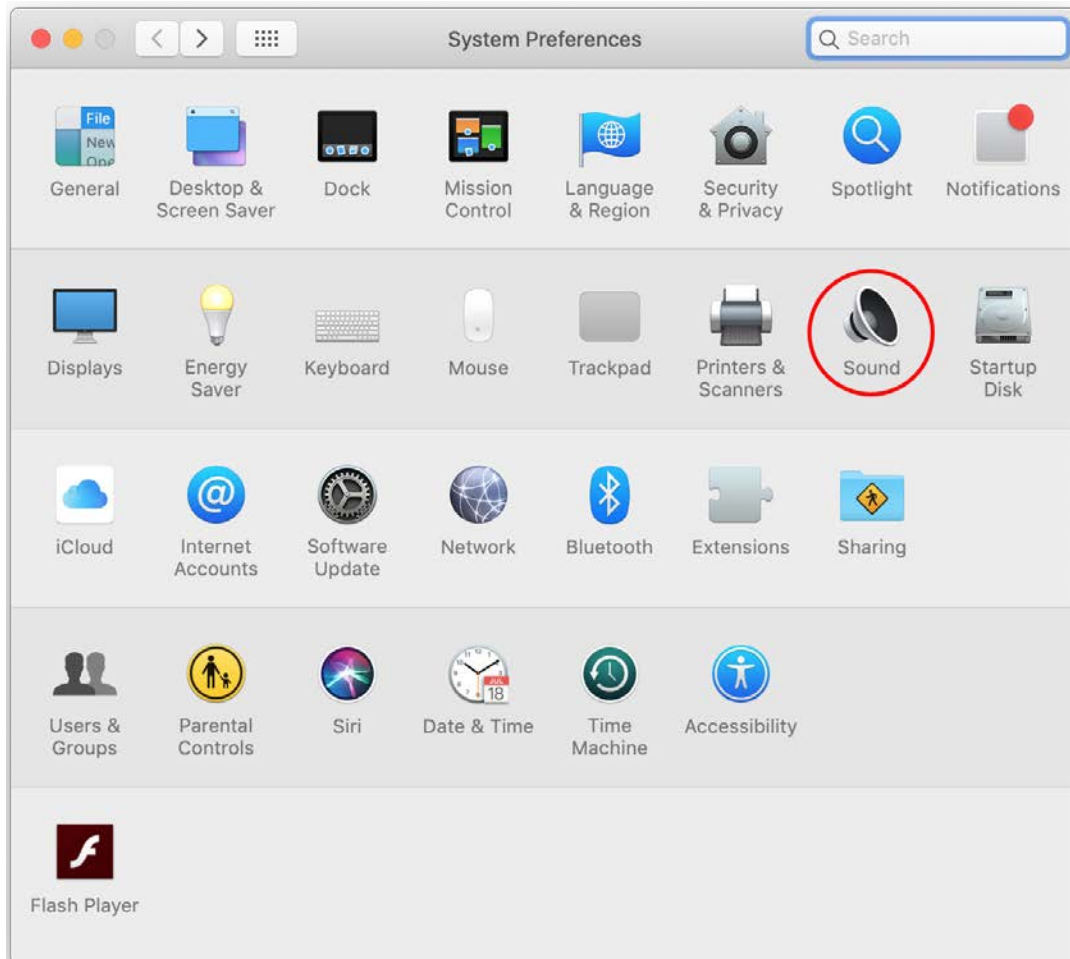 System Preferences
Search
File
New
Ope
General
Desktop &
Screen Saver
Dock
Mission
Control
Language
& Region
Security
& Privacy
Spotlight
Notifications
Displays
Energy
Saver
Keyboard
Mouse
Trackpad
Printers &
Scanners
Sound
Startup
Disk
iCloud
Internet
Accounts
Software
Update
Network
Bluetooth
Extensions
Sharing
Users &
Groups
Parental
Controls
Siri
JUL
18
Date & Time
Time
Machine
Accessibility
Flash Player